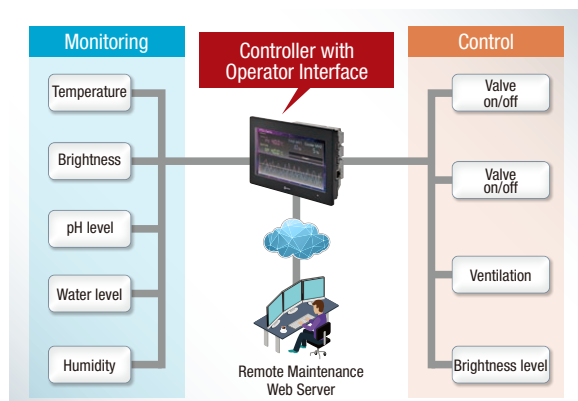 Monitoring
Controller with
Operator Interface
Control
Temperature
Brightness
pH level
Water level
Humidity
Valve
on/off
Valve
on/off
Ventilation
Brightness level
Remote Maintenance
Web Server